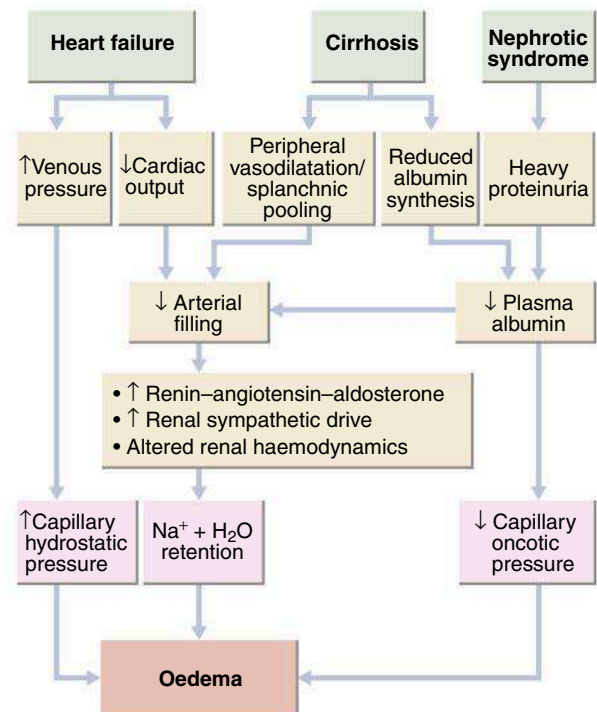 Heart failure
Cirrhosis
Nephrotic
syndrome
↑Venous
pressure
↓Cardiac
output
Peripheral
vasodilatation/
splanchnic
pooling
Reduced
albumin
synthesis
Heavy
proteinuria
↓ Arterial
filling
↓ Plasma
albumin
• ↑ Renin–angiotensin–aldosterone
• ↑ Renal sympathetic drive
• Altered renal haemodynamics
↑Capillary
hydrostatic
pressure
Na⁺ + H₂O
retention
↓ Capillary
oncotic
pressure
Oedema